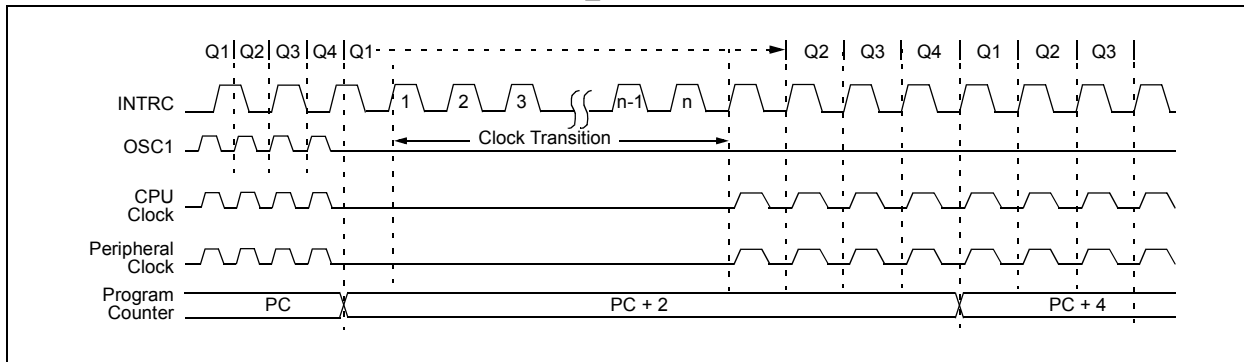 Q1 Q2 Q3 Q4 Q1 Q2 Q3 Q4 Q1 Q2 Q3
INTRC 1 2 3 n-1 n
OSC1 Clock Transition
CPU
Clock
Peripheral
Clock
Program
Counter
PC PC + 2 PC + 4